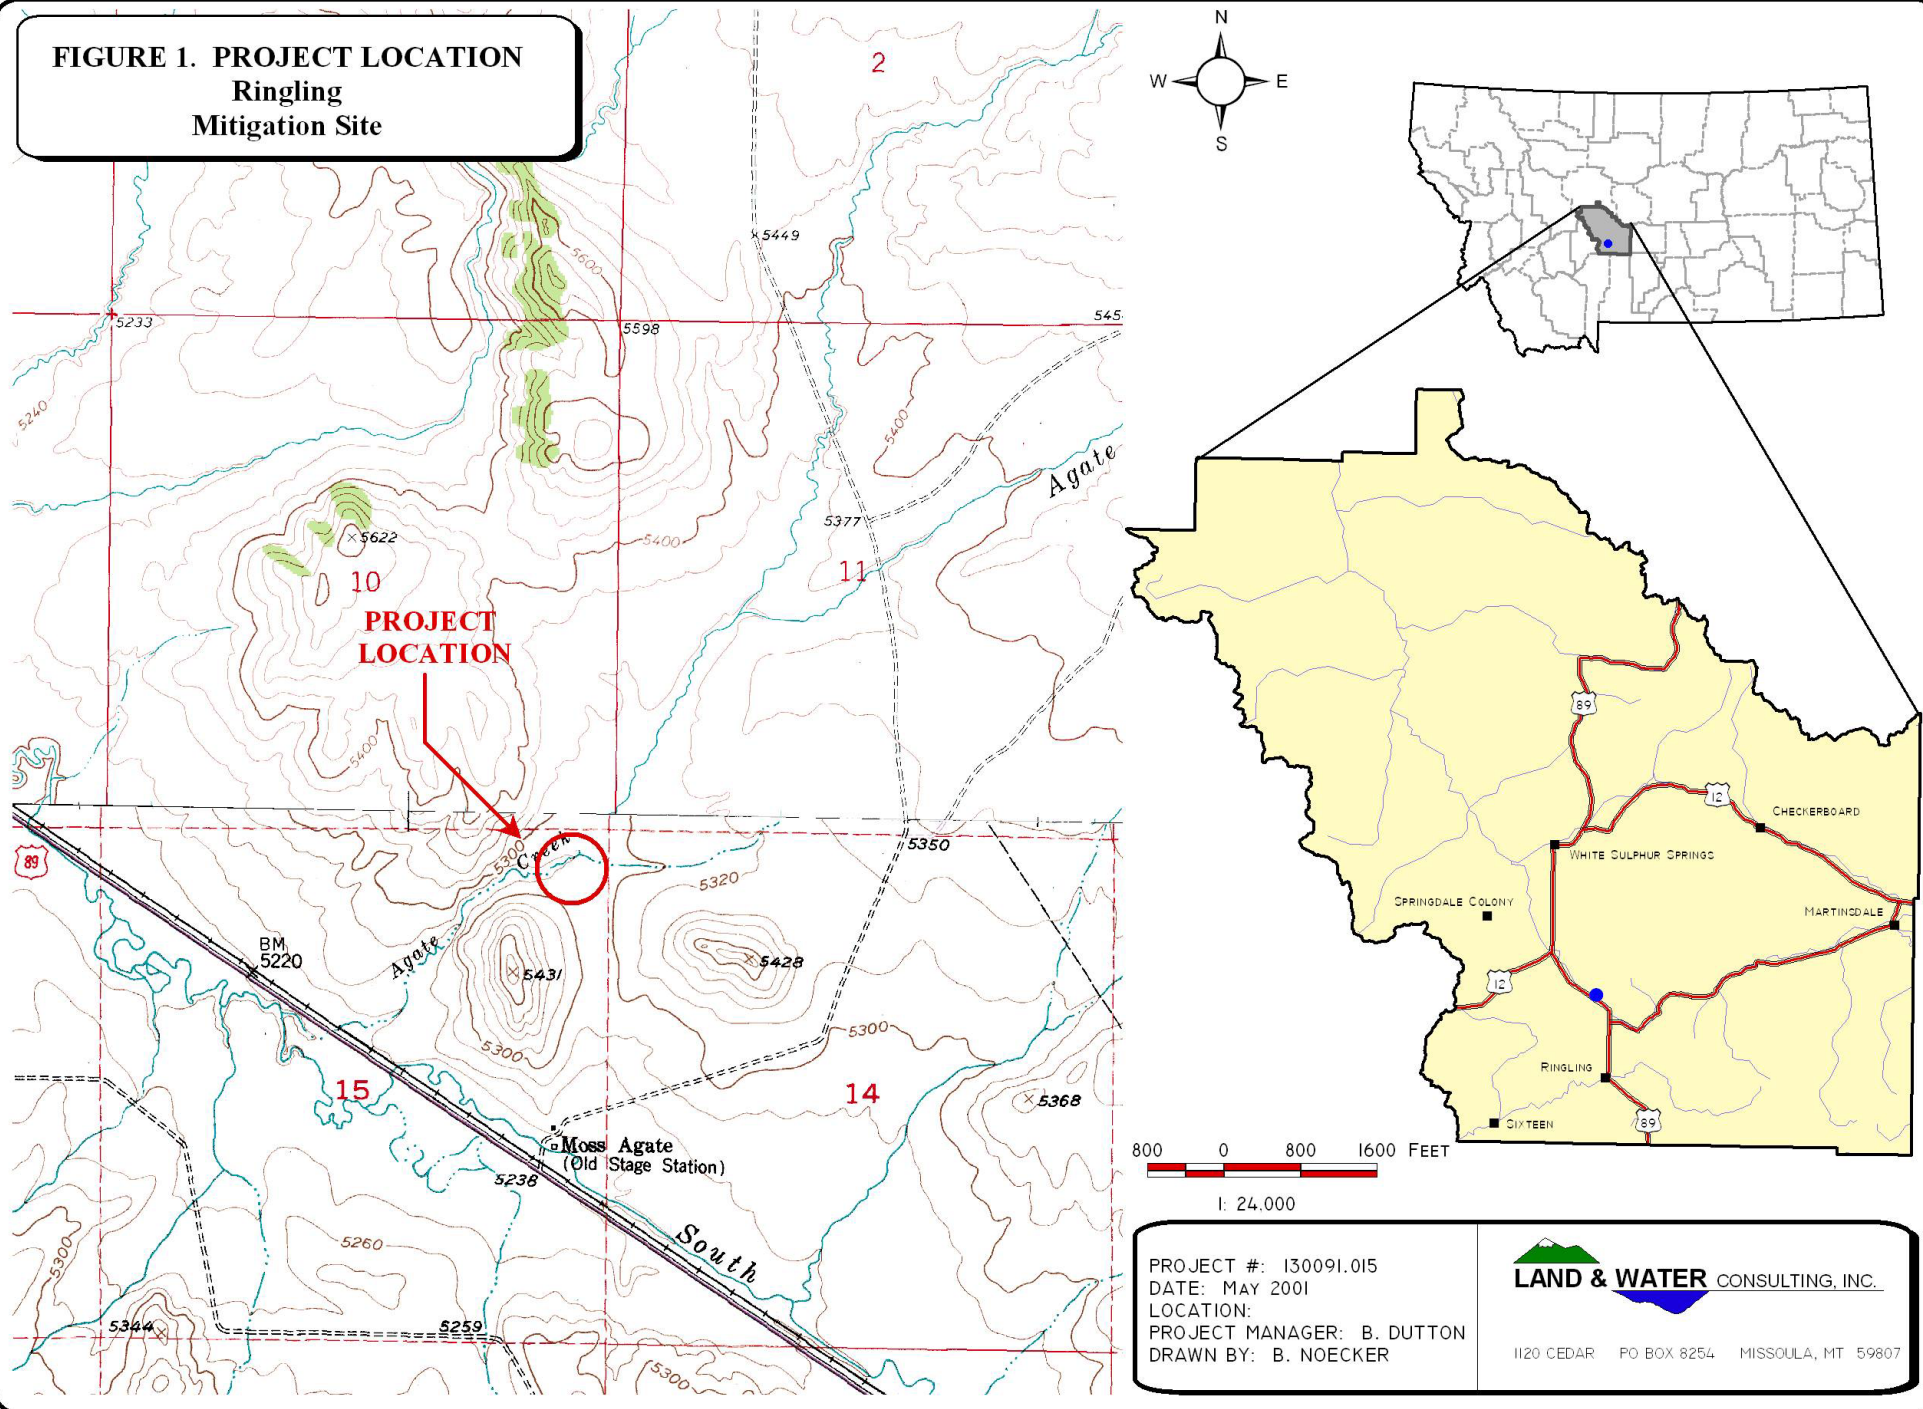 FIGURE 1. PROJECT LOCATION
Ringling
Mitigation Site
2
5449
5600
5233
5598
545
5240
5400
Agate
5377
5622
5400
10
11
PROJECT
LOCATION
5400
89
5300
Creek
5350
5320
BM
5220
Agate
5431
5428
5300
5300
15
14
5368
Moss Agate
(Old Stage Station)
5238
South
5260
5300
5344
5259
5300
N
W
E
S
89
12
CHECKERBOARD
WHITE SULPHUR SPRINGS
SPRINGDALE COLONY
MARTINSDALE
12
RINGLING
SIXTEEN
89
800 0 800 1600 FEET
1: 24,000
PROJECT #: 130091.015
DATE: MAY 2001
LOCATION:
PROJECT MANAGER: B. DUTTON
DRAWN BY: B. NOECKER
LAND & WATER CONSULTING, INC.
1120 CEDAR PO BOX 8254 MISSOULA, MT 59807